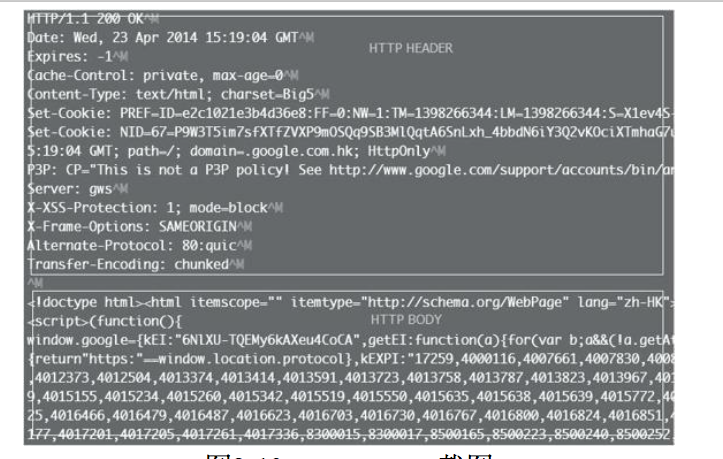 HTTP/1.1 200 OK^M
Date: Wed, 23 Apr 2014 15:19:04 GMT^M
HTTP HEADER
Expires: -1^M
Cache-Control: private, max-age=0^M
Content-Type: text/html; charset=Big5^M
Set-Cookie: PREF=ID=e2c1021e3b4d36e8:FF=0:NW=1:TM=1398266344:LM=1398266344:S=X1ev4S-
Set-Cookie: NID=67=P9W3T5im7sfXTfZVXP9mOSQq9SB3MlQqtA6SnLxh_4bbdN6iY3Q2vKOciXTmhaG7u
5:19:04 GMT; path=/; domain=.google.com.hk; HttpOnly^M
P3P: CP="This is not a P3P policy! See http://www.google.com/support/accounts/bin/an
Server: gws^M
X-XSS-Protection: 1; mode=block^M
X-Frame-Options: SAMEORIGIN^M
Alternate-Protocol: 80:quic^M
Transfer-Encoding: chunked^M
^M
<!doctype html><html itemscope="" itemtype="http://schema.org/WebPage" lang="zh-HK">
<script>(function(){
HTTP BODY
window.google={kEI:"6NlXU-TQEMy6kAXeu4CoCA",getEI:function(a){for(var b;a&&(!a.getAt
{return"https:"==window.location.protocol},kEXPI:"17259,4000116,4007661,4007830,4008
,4012373,4012504,4013374,4013414,4013591,4013723,4013758,4013787,4013823,4013967,401
9,4015155,4015234,4015260,4015342,4015519,4015550,4015635,4015638,4015639,4015772,40
25,4016466,4016479,4016487,4016623,4016703,4016730,4016767,4016800,4016824,4016851,4
177,4017201,4017205,4017261,4017336,8300015,8300017,8500165,8500223,8500240,8500252